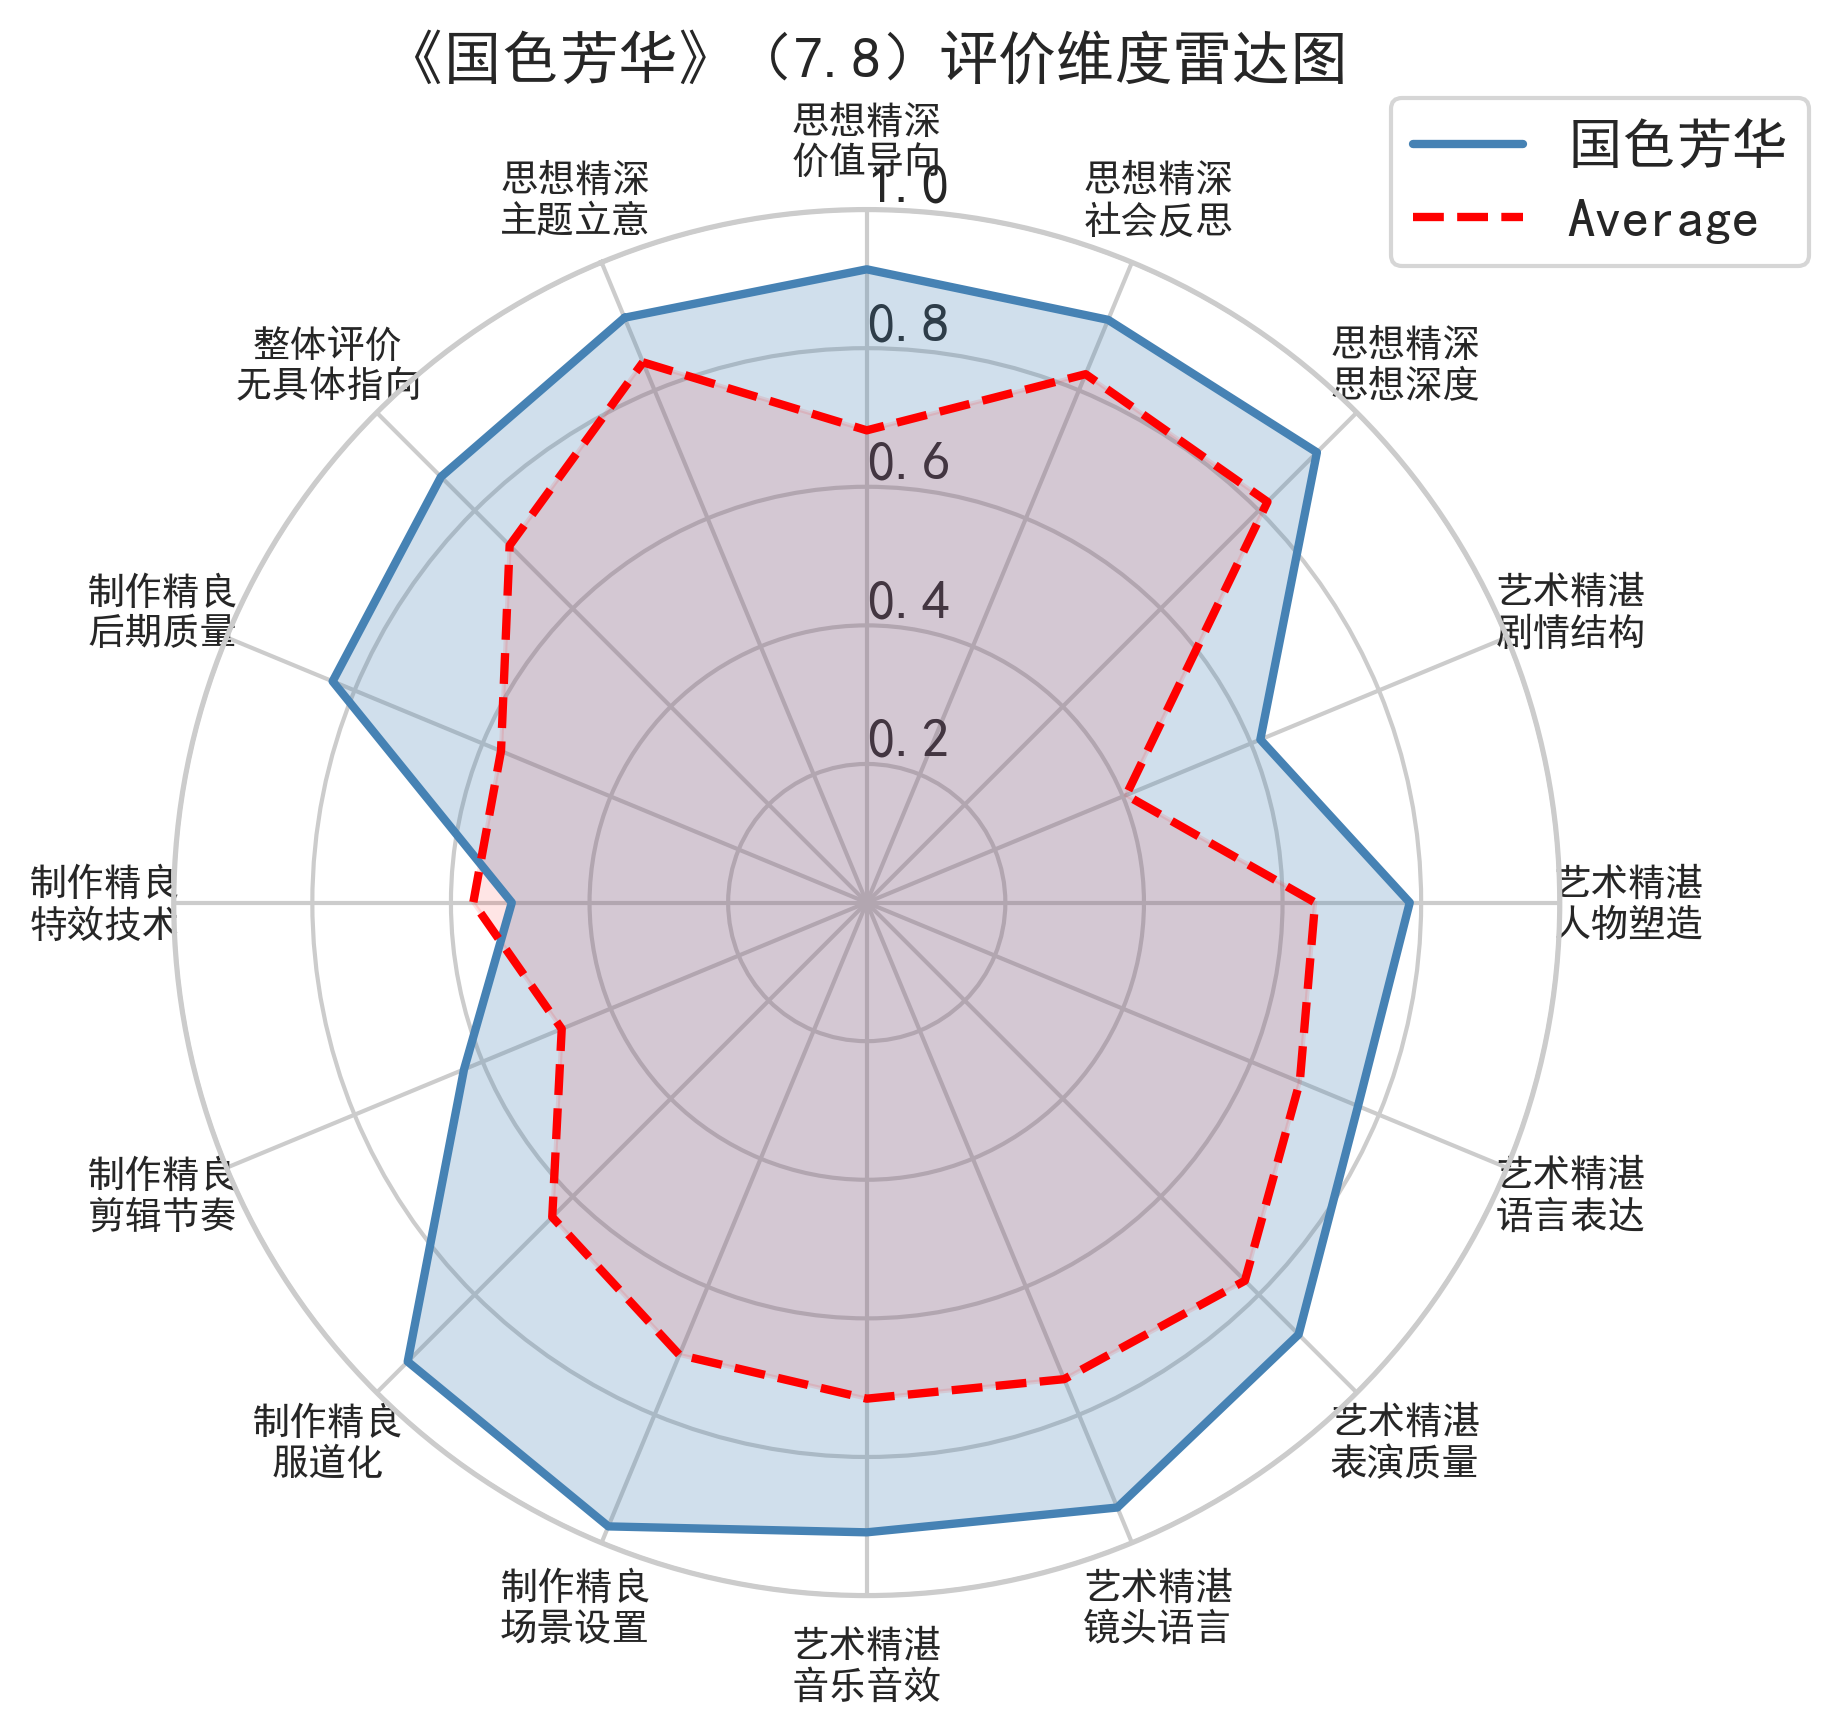 《国色芳华》（7.8）评价维度雷达图
国色芳华
Average
思想精深
价值导向
思想精深
社会反思
思想精深
思想深度
艺术精湛
剧情结构
艺术精湛
人物塑造
艺术精湛
语言表达
艺术精湛
表演质量
艺术精湛
镜头语言
艺术精湛
音乐音效
制作精良
场景设置
制作精良
服道化
制作精良
剪辑节奏
制作精良
特效技术
制作精良
后期质量
整体评价
无具体指向
思想精深
主题立意
1.0
0.8
0.6
0.4
0.2